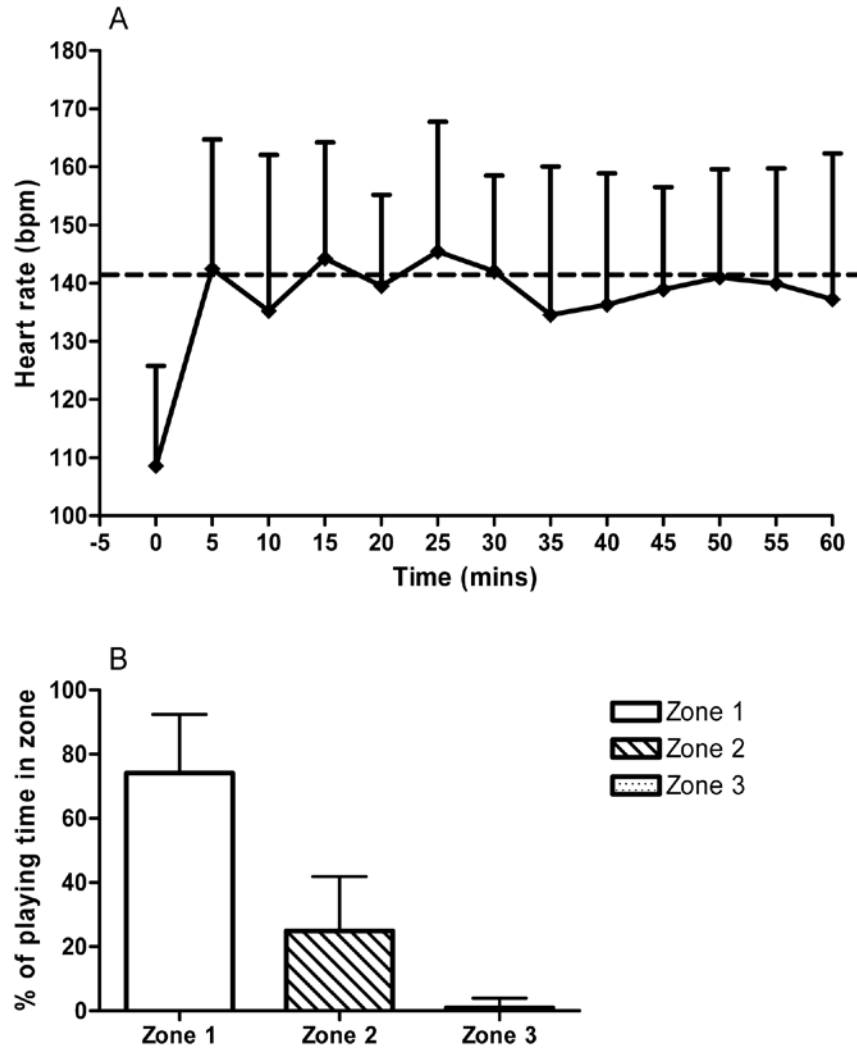 A
180
170
160
150
140
130
120
110
100
Heart rate (bpm)
-5 0 5 10 15 20 25 30 35 40 45 50 55 60
Time (mins)
B
100
80
60
40
20
0
% of playing time in zone
Zone 1 Zone 2 Zone 3
Zone 1
Zone 2
Zone 3